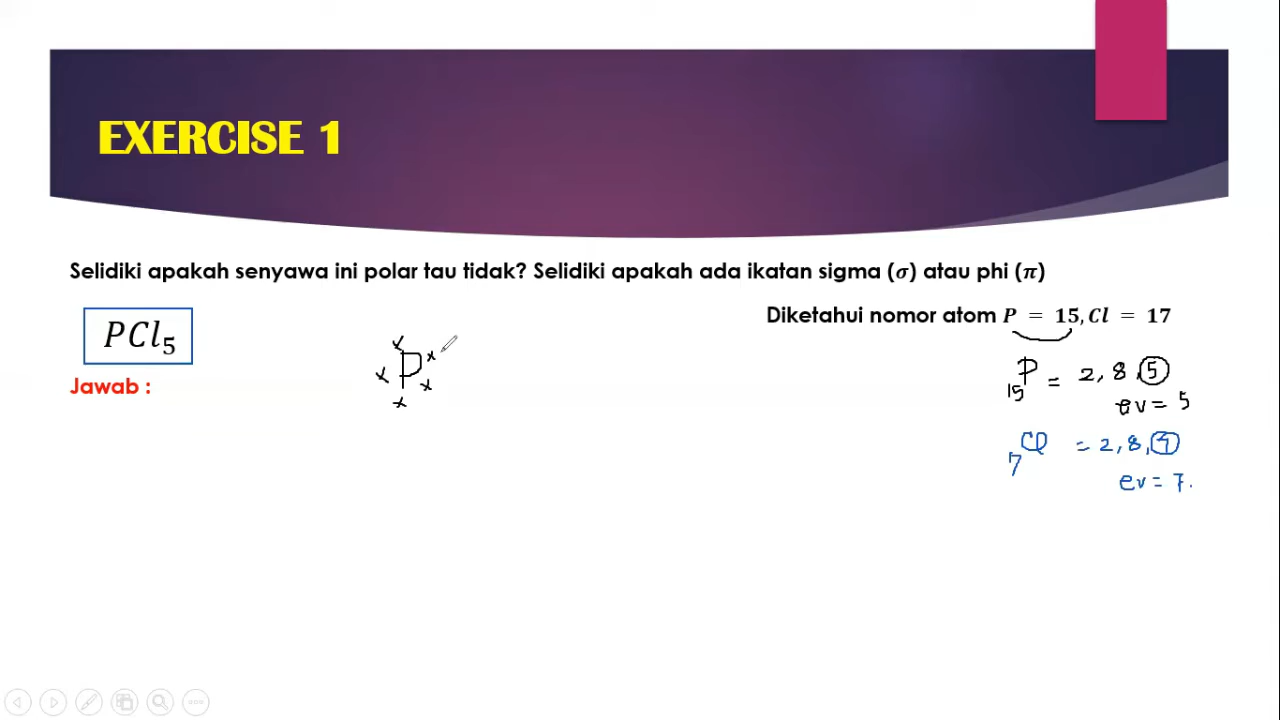 EXERCISE 1
Selidiki apakah senyawa ini polar tau tidak? Selidiki apakah ada ikatan sigma (σ) atau phi (π)
PCl₅
Diketahui nomor atom P = 15, Cl = 17
Jawab :
x
x P x
x
x
₁₅P = 2, 8, 5
ev = 5
₇Cl = 2, 8, 7
ev = 7.